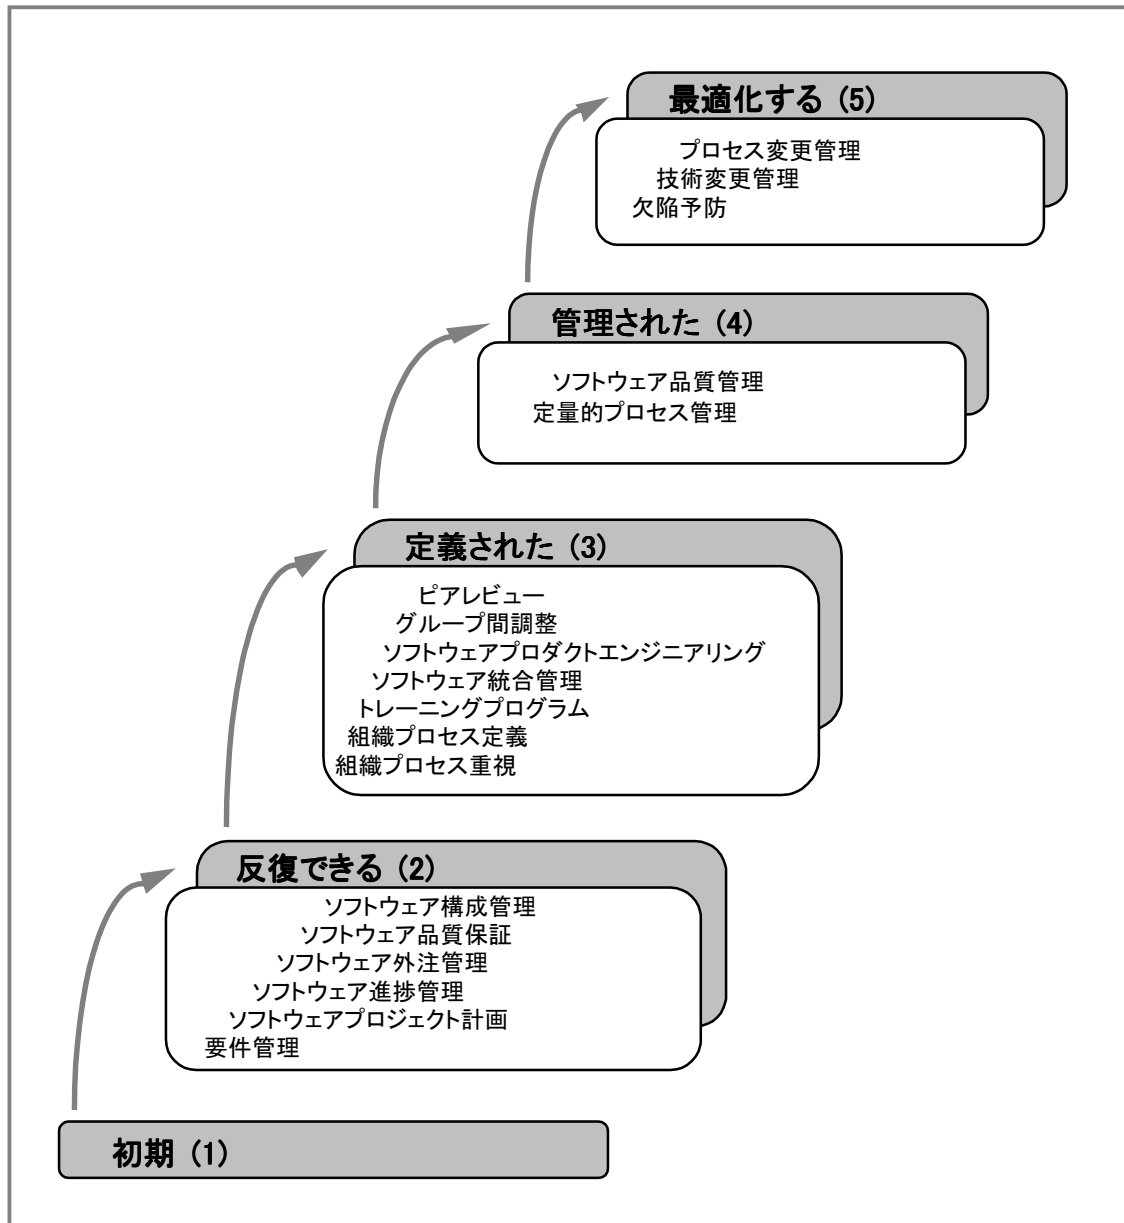 最適化する (5)
プロセス変更管理
技術変更管理
欠陥予防
管理された (4)
ソフトウェア品質管理
定量的プロセス管理
定義された (3)
ピアレビュー
グループ間調整
ソフトウェアプロダクトエンジニアリング
ソフトウェア統合管理
トレーニングプログラム
組織プロセス定義
組織プロセス重視
反復できる (2)
ソフトウェア構成管理
ソフトウェア品質保証
ソフトウェア外注管理
ソフトウェア進捗管理
ソフトウェアプロジェクト計画
要件管理
初期 (1)